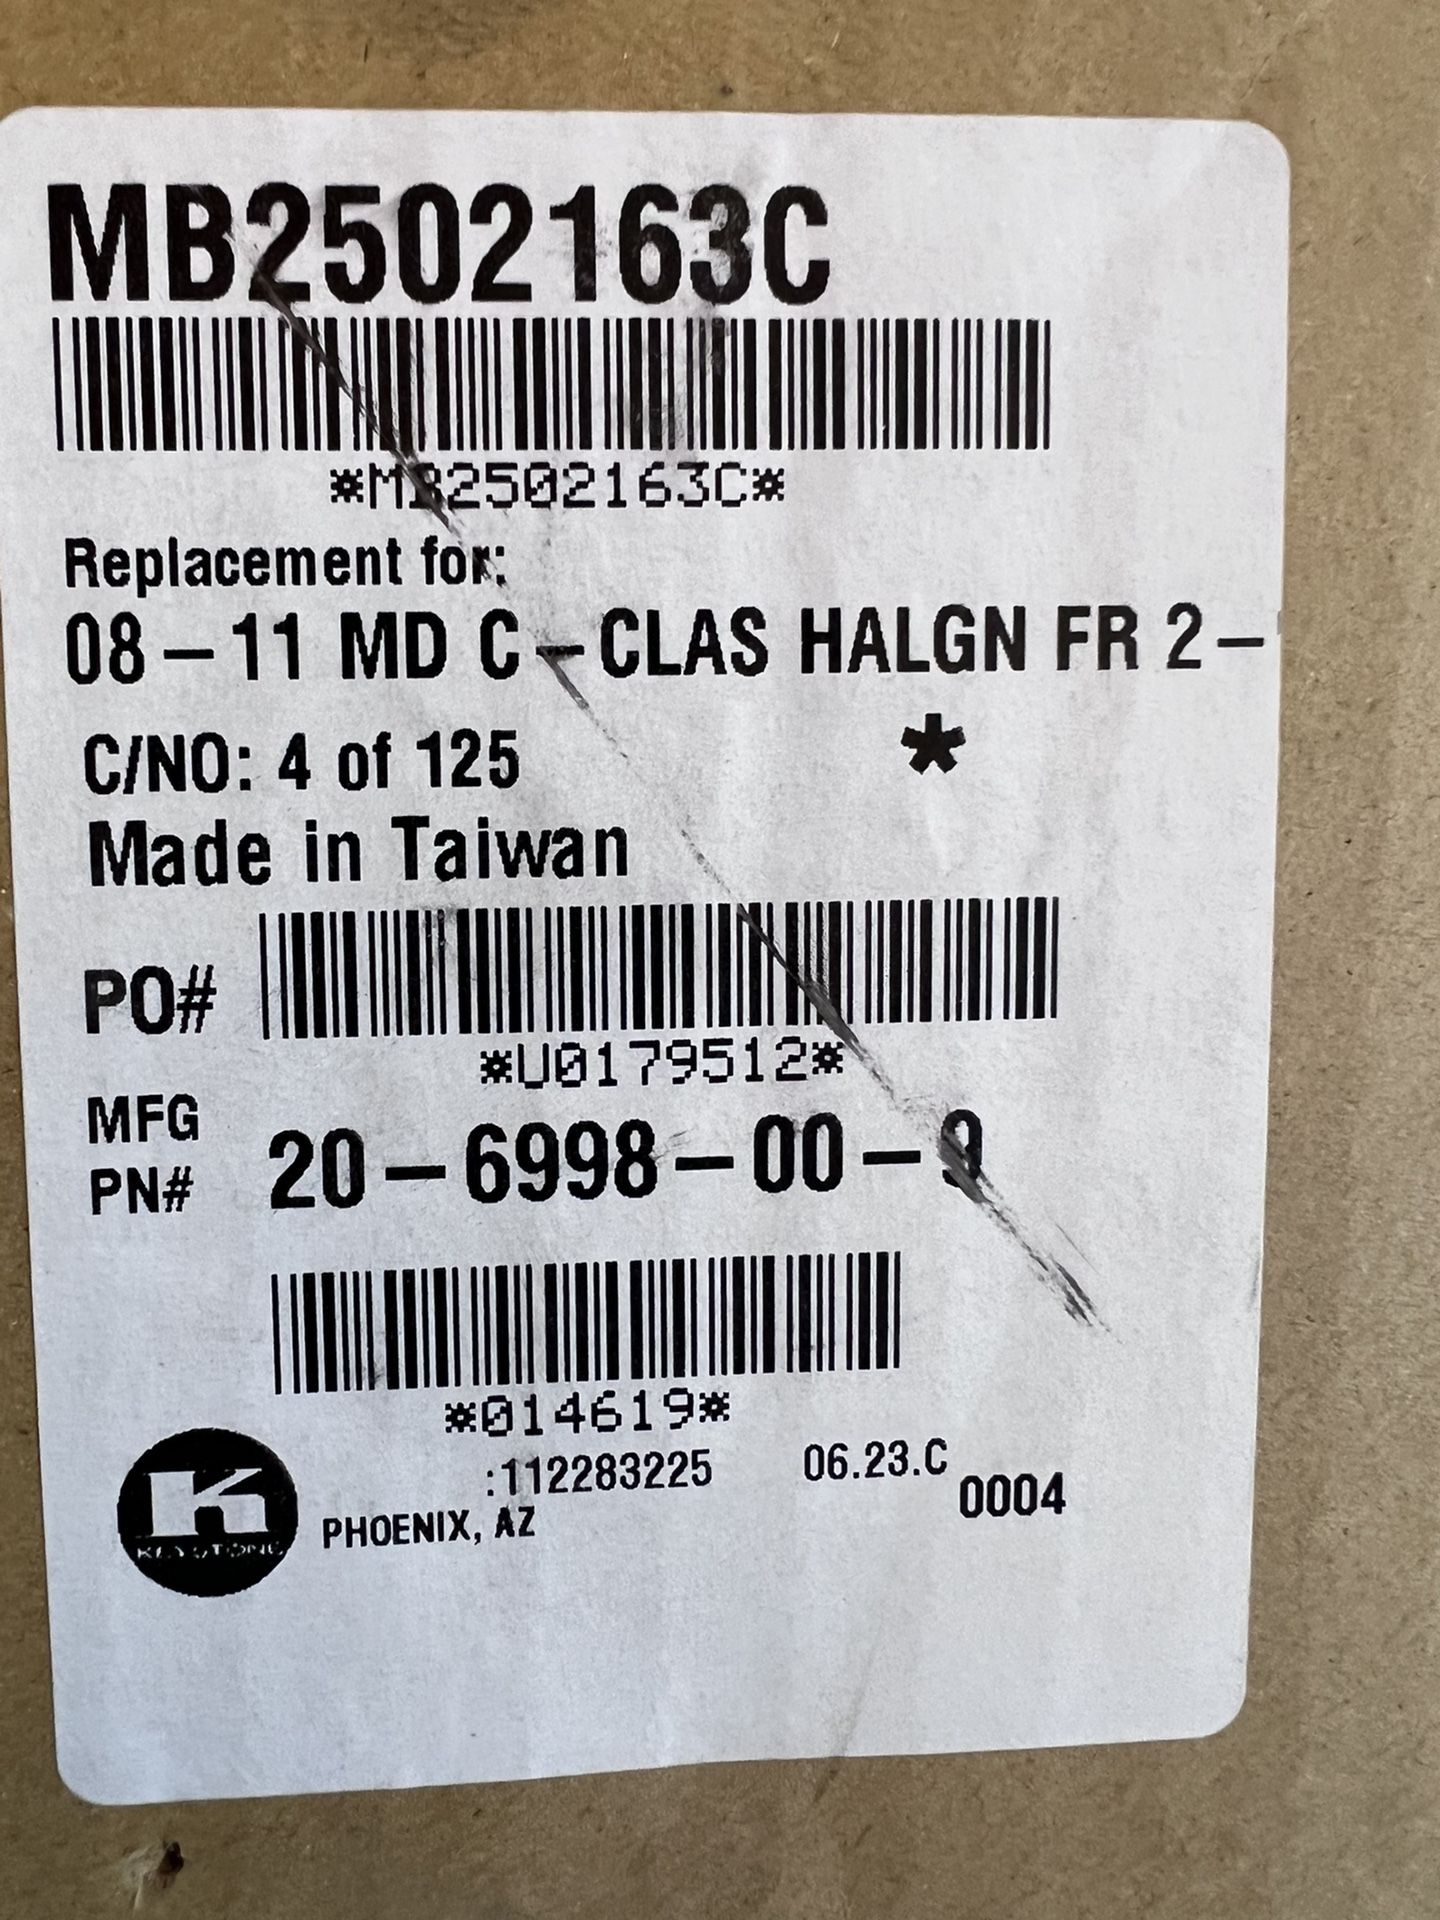 MB2502163C
*MB2502163C*
Replacement for:
08-11 MD C-CLAS HALGN FR 2-
C/NO: 4 of 125 *
Made in Taiwan
PO#
*U0179512*
MFG
PN# 20-6998-00-9
*014619*
:112283225 06.23.C
0004
PHOENIX, AZ
K
KEYSTONE